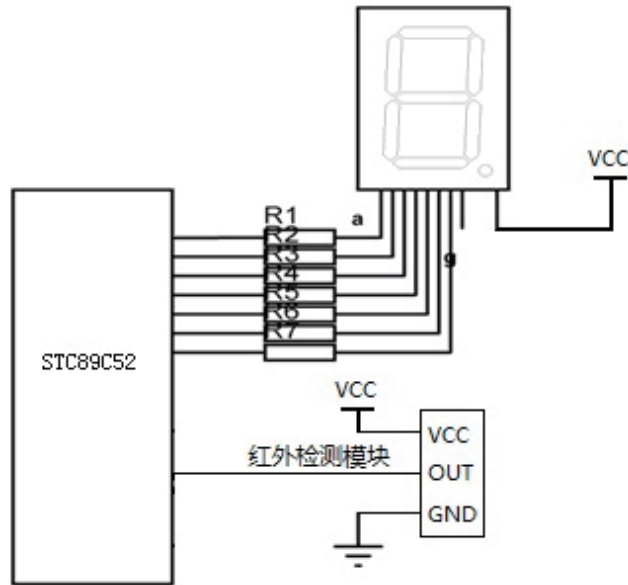 VCC
R1
a
R2
R3
g
R4
R5
R6
R7
STC89C52
VCC
VCC
红外检测模块
OUT
GND